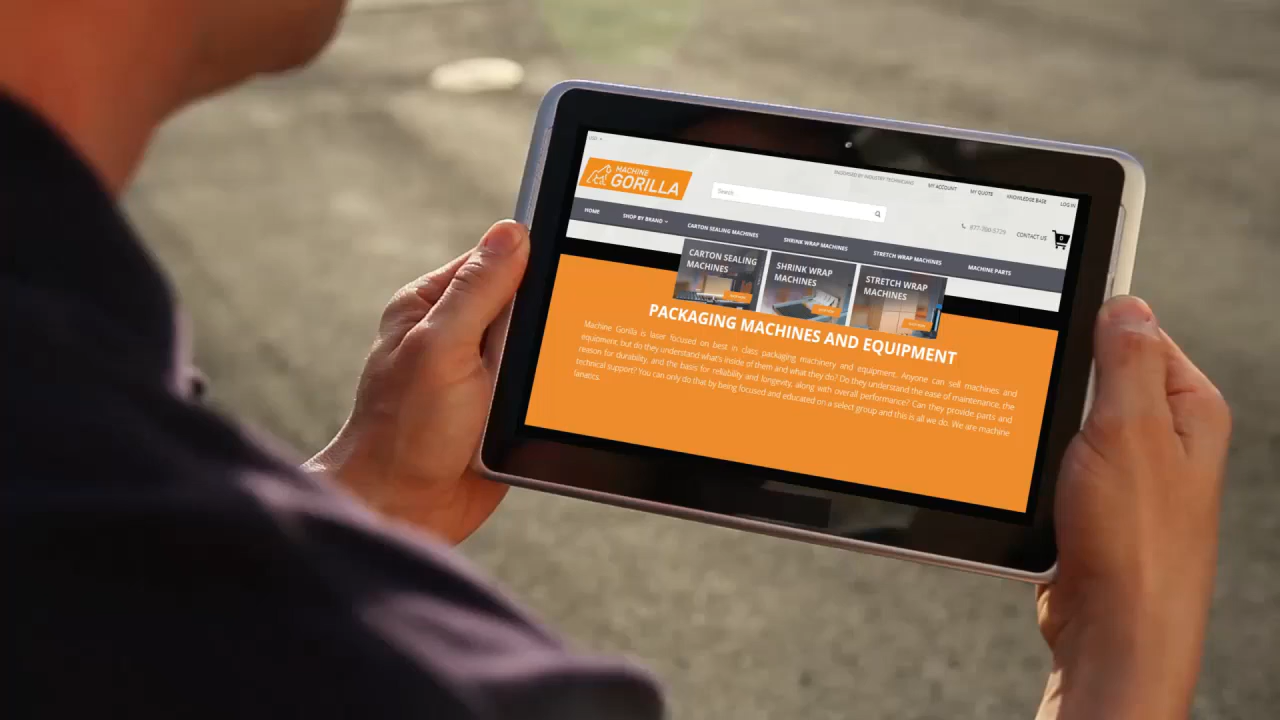 MACHINE
GORILLA
Search
MY ACCOUNT
MY QUOTE
KNOWLEDGE BASE
LOG IN
CONTACT US
0
HOME
SHOP BY BRAND
CARTON SEALING MACHINES
SHRINK WRAP MACHINES
STRETCH WRAP MACHINES
MACHINE PARTS
CARTON SEALING
MACHINES
SHRINK WRAP
MACHINES
STRETCH WRAP
MACHINES
PACKAGING MACHINES AND EQUIPMENT
Machine Gorilla is laser focused on best in class packaging machinery and equipment. Anyone can sell machines and
equipment, but do they understand what's inside of them and what they do? Do they understand the ease of maintenance, the
reason for durability, and the basis for reliability and longevity, along with overall performance? Can they provide parts and
technical support? You can only do that by being focused and educated on a select group and this is all we do. We are machine
fanatics.